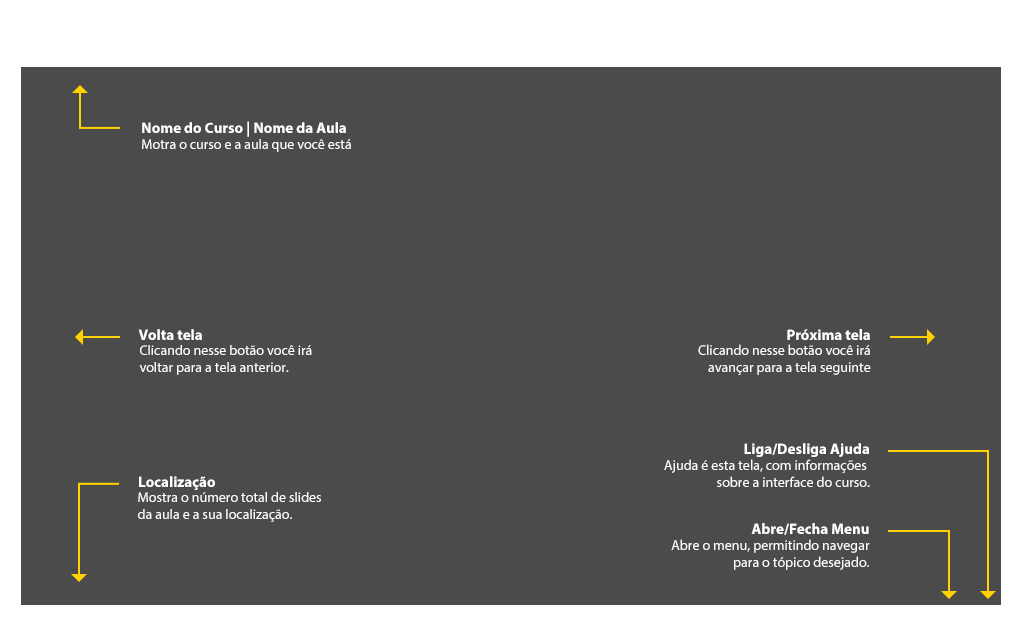 Nome do Curso | Nome da Aula
Motra o curso e a aula que você está
Volta tela
Clicando nesse botão você irá
voltar para a tela anterior.
Próxima tela
Clicando nesse botão você irá
avançar para a tela seguinte
Liga/Desliga Ajuda
Ajuda é esta tela, com informações
sobre a interface do curso.
Localização
Mostra o número total de slides
da aula e a sua localização.
Abre/Fecha Menu
Abre o menu, permitindo navegar
para o tópico desejado.